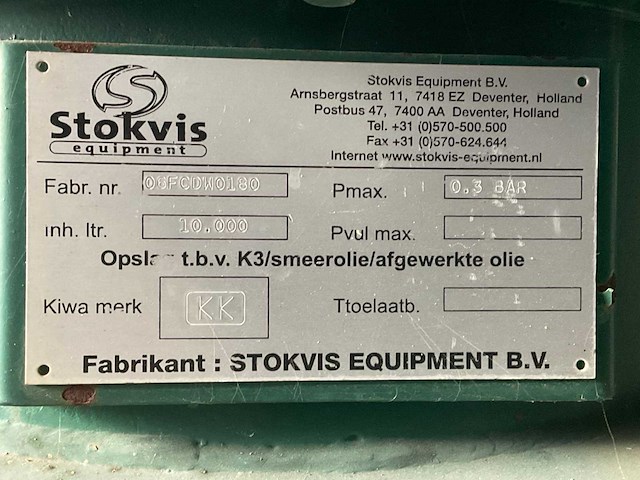 Stokvis
equipment
Stokvis Equipment B.V.
Arnsbergstraat 11, 7418 EZ Deventer, Holland
Postbus 47, 7400 AA Deventer, Holland
Tel. +31 (0)570-500.500
Fax +31 (0)570-624.644
Internet www.stokvis-equipment.nl
Fabr. nr. 06FCDW0180 Pmax. 0.3 BAR
inh. ltr. 10.000 Pvul max.
Opslag t.b.v. K3/smeerolie/afgewerkte olie
Kiwa merk KK Ttoelaatb.
Fabrikant : STOKVIS EQUIPMENT B.V.